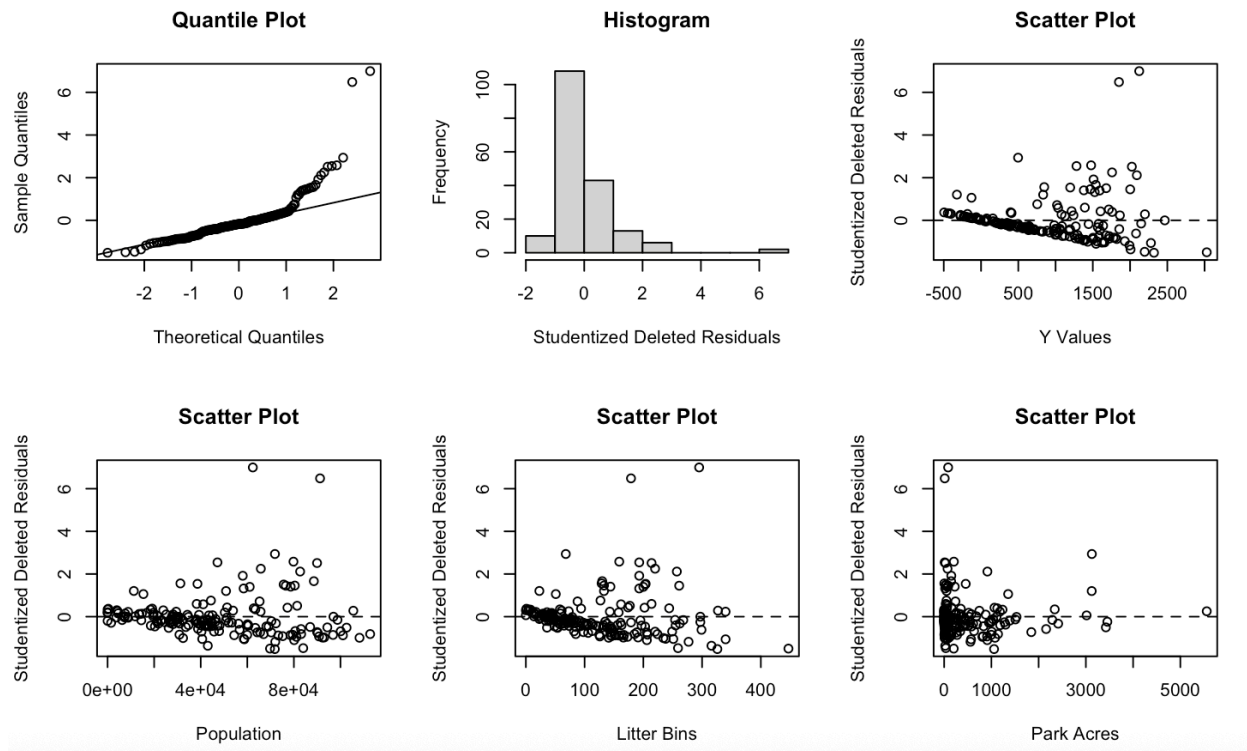 Quantile Plot
Sample Quantiles
0 2 4 6
-2 -1 0 1 2
Theoretical Quantiles
Histogram
Frequency
0 20 60 100
-2 0 2 4 6
Studentized Deleted Residuals
Scatter Plot
Studentized Deleted Residuals
0 2 4 6
-500 500 1500 2500
Y Values
Scatter Plot
Studentized Deleted Residuals
0 2 4 6
0e+00 4e+04 8e+04
Population
Scatter Plot
Studentized Deleted Residuals
0 2 4 6
0 100 200 300 400
Litter Bins
Scatter Plot
Studentized Deleted Residuals
0 2 4 6
0 1000 3000 5000
Park Acres